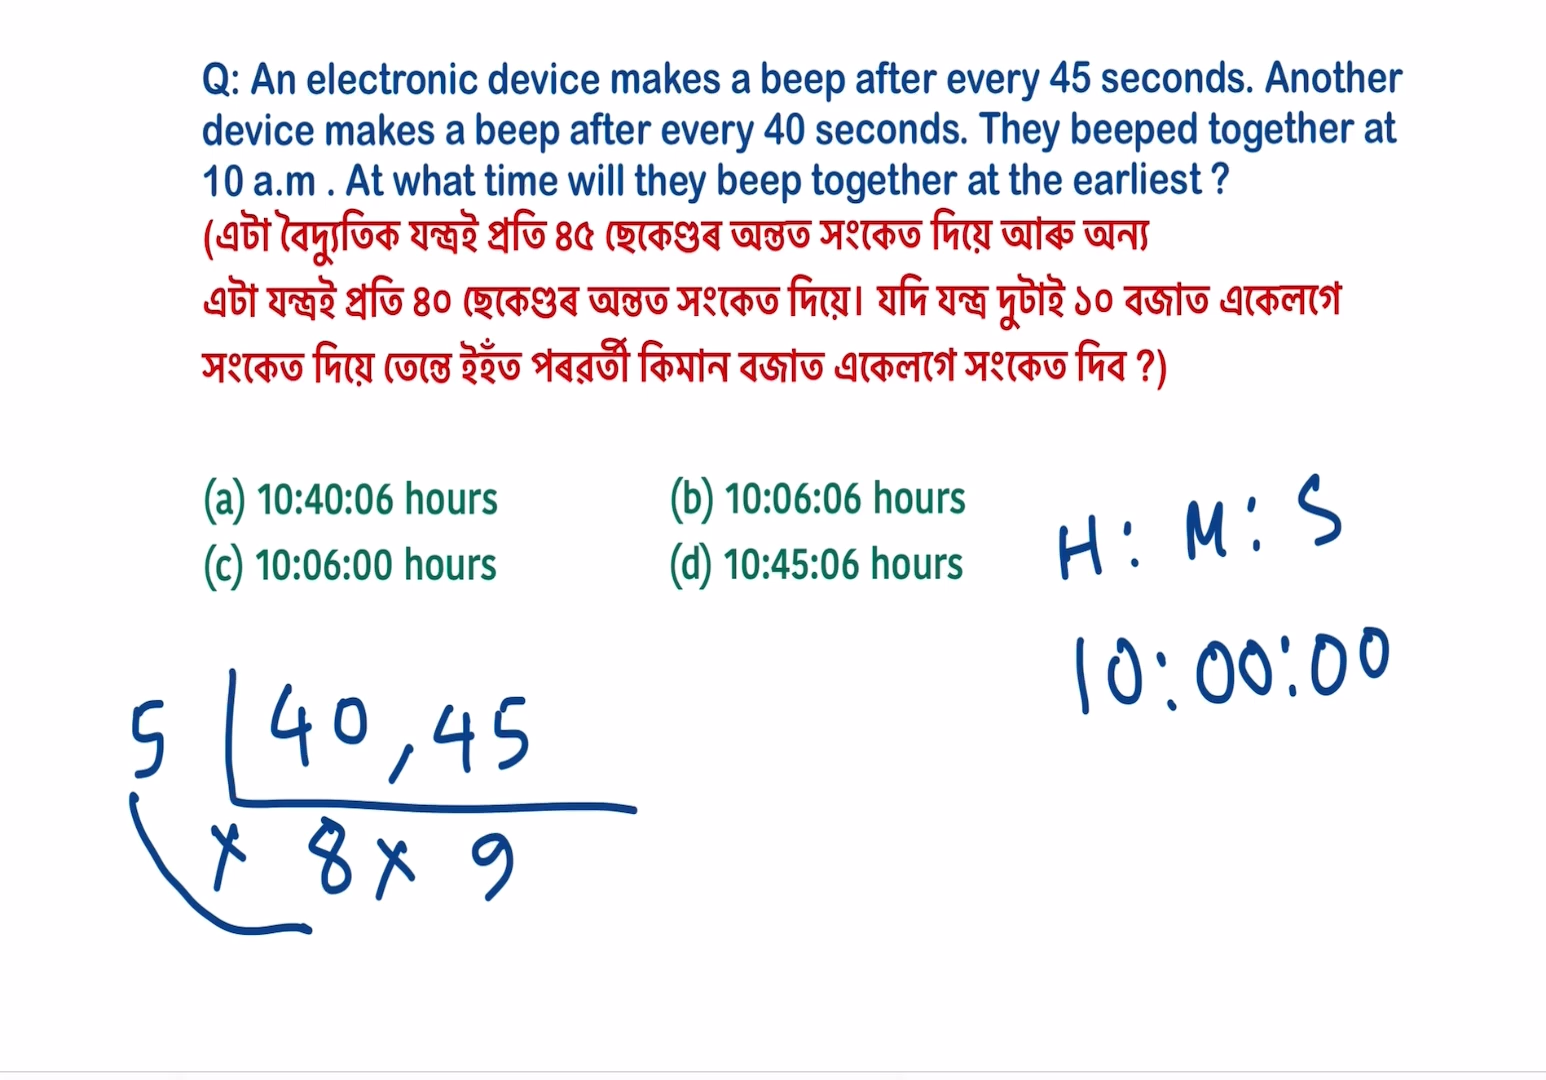 Q: An electronic device makes a beep after every 45 seconds. Another
device makes a beep after every 40 seconds. They beeped together at
10 a.m . At what time will they beep together at the earliest ?
(এটা বৈদ্যুতিক যন্ত্ৰই প্ৰতি ৪৫ ছেকেণ্ডৰ অন্তত সংকেত দিয়ে আৰু অন্য
এটা যন্ত্ৰই প্ৰতি ৪০ ছেকেণ্ডৰ অন্তত সংকেত দিয়ে। যদি যন্ত্ৰ দুটাই ১০ বজাত একেলগে
সংকেত দিয়ে তেন্তে ইহঁত পৰৱৰ্তী কিমান বজাত একেলগে সংকেত দিব ?)
(a) 10:40:06 hours (b) 10:06:06 hours
(c) 10:06:00 hours (d) 10:45:06 hours
H : M : S
10:00:00
5 40, 45
x 8 x 9